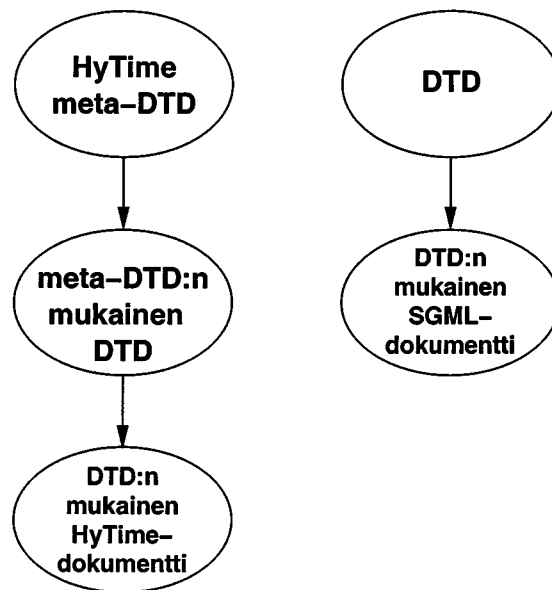 HyTime
meta–DTD
DTD
meta–DTD:n
mukainen
DTD
DTD:n
mukainen
SGML–
dokumentti
DTD:n
mukainen
HyTime–
dokumentti